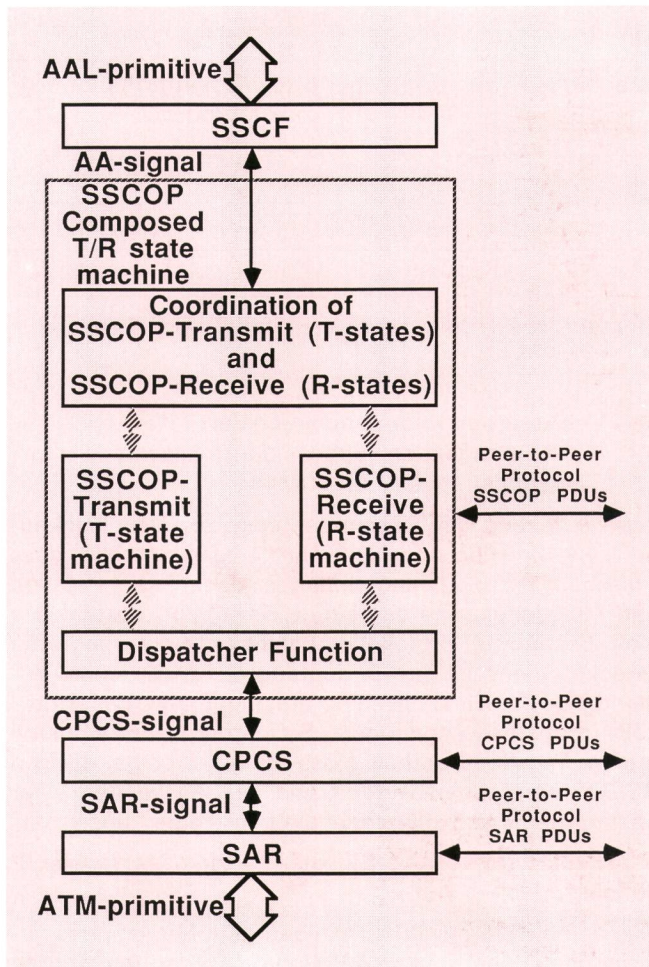 AAL-primitive
SSCF
AA-signal
SSCOP
Composed
T/R state
machine
Coordination of
SSCOP-Transmit (T-states)
and
SSCOP-Receive (R-states)
SSCOP-
Transmit
(T-state
machine)
SSCOP-
Receive
(R-state
machine)
Peer-to-Peer
Protocol
SSCOP PDUs
Dispatcher Function
CPCS-signal
Peer-to-Peer
Protocol
CPCS PDUs
CPCS
SAR-signal
Peer-to-Peer
Protocol
SAR PDUs
SAR
ATM-primitive